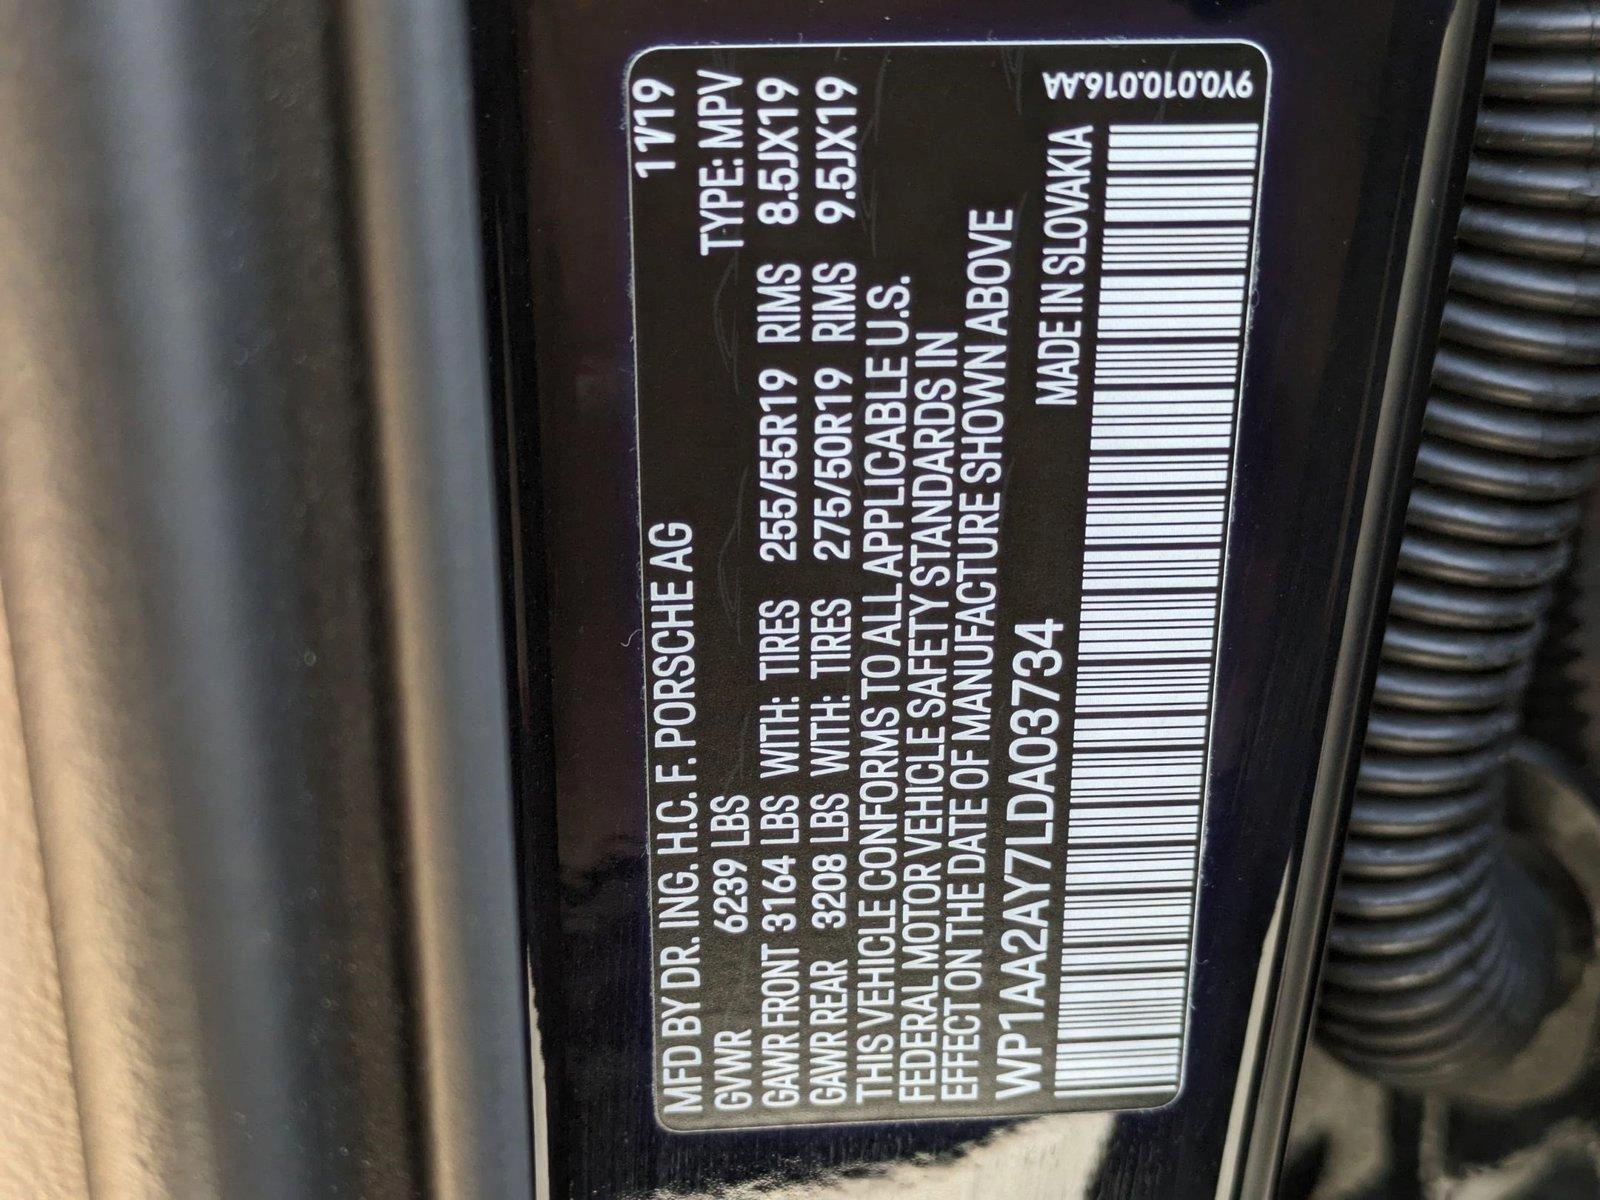 MFD BY DR. ING. H.C. F. PORSCHE AG 11/19
GVWR 6239 LBS TYPE: MPV
GAWR FRONT 3164 LBS WITH: TIRES 255/55R19 RIMS 8.5JX19
GAWR REAR 3208 LBS WITH: TIRES 275/50R19 RIMS 9.5JX19
THIS VEHICLE CONFORMS TO ALL APPLICABLE U.S.
FEDERAL MOTOR VEHICLE SAFETY STANDARDS IN
EFFECT ON THE DATE OF MANUFACTURE SHOWN ABOVE
WP1AA2AY7LDA03734
MADE IN SLOVAKIA
9Y0.010.016.AA